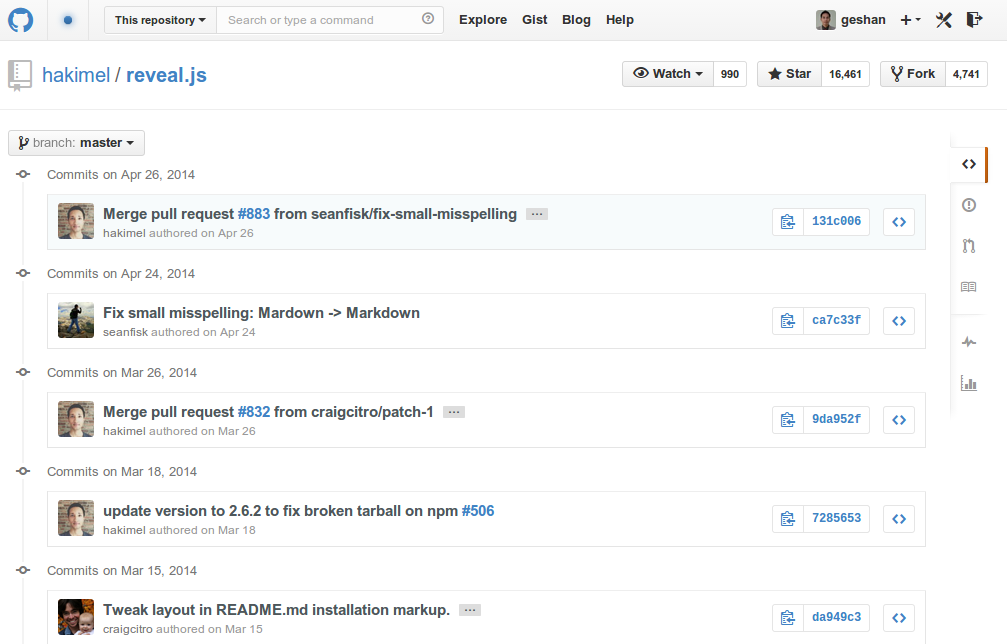 This repository Search or type a command Explore Gist Blog Help geshan
hakimel / reveal.js Watch 990 Star 16,461 Fork 4,741
branch: master
Commits on Apr 26, 2014
Merge pull request #883 from seanfisk/fix-small-misspelling ...
hakimel authored on Apr 26
131c006
Commits on Apr 24, 2014
Fix small misspelling: Mardown -> Markdown
seanfisk authored on Apr 24
ca7c33f
Commits on Mar 26, 2014
Merge pull request #832 from craigcitro/patch-1 ...
hakimel authored on Mar 26
9da952f
Commits on Mar 18, 2014
update version to 2.6.2 to fix broken tarball on npm #506
hakimel authored on Mar 18
7285653
Commits on Mar 15, 2014
Tweak layout in README.md installation markup. ...
craigcitro authored on Mar 15
da949c3